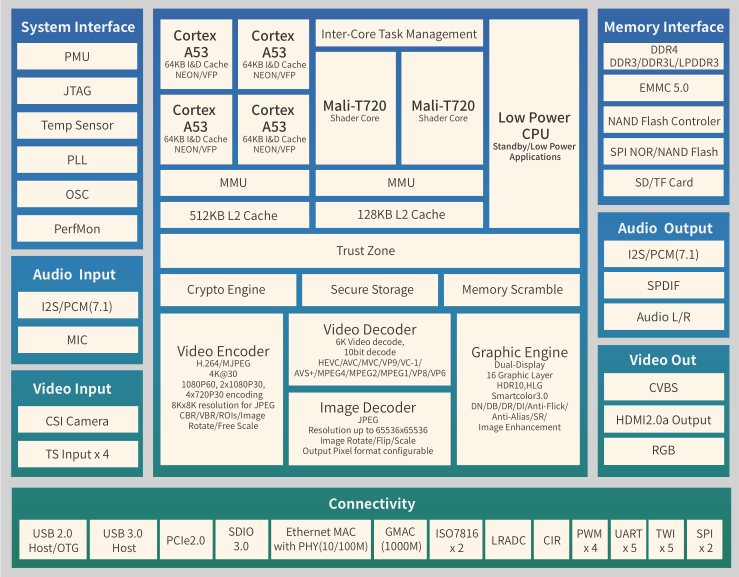 System Interface
PMU
JTAG
Temp Sensor
PLL
OSC
PerfMon
Audio Input
I2S/PCM(7.1)
MIC
Video Input
CSI Camera
TS Input x 4
Cortex
A53
64KB I&D Cache
NEON/VFP
Cortex
A53
64KB I&D Cache
NEON/VFP
Cortex
A53
64KB I&D Cache
NEON/VFP
Cortex
A53
64KB I&D Cache
NEON/VFP
MMU
512KB L2 Cache
Inter-Core Task Management
Mali-T720
Shader Core
Mali-T720
Shader Core
MMU
128KB L2 Cache
Low Power
CPU
Standby/Low Power
Applications
Trust Zone
Crypto Engine
Secure Storage
Memory Scramble
Video Encoder
H.264/MJPEG
4K@30
1080P60, 2x1080P30,
4x720P30 encoding
8Kx8K resolution for JPEG
CBR/VBR/ROIs/Image
Rotate/Free Scale
Video Decoder
6K Video decode,
10bit decode
HEVC/AVC/MVC/VP9/VC-1/
AVS+/MPEG4/MPEG2/MPEG1/VP8/VP6
Image Decoder
JPEG
Resolution up to 65536x65536
Image Rotate/Flip/Scale
Output Pixel format configurable
Graphic Engine
Dual-Display
16 Graphic Layer
HDR10,HLG
Smartcolor3.0
DN/DB/DR/DI/Anti-Flick/
Anti-Alias/SR/
Image Enhancement
Memory Interface
DDR4
DDR3/DDR3L/LPDDR3
EMMC 5.0
NAND Flash Controler
SPI NOR/NAND Flash
SD/TF Card
Audio Output
I2S/PCM(7.1)
SPDIF
Audio L/R
Video Out
CVBS
HDMI2.0a Output
RGB
Connectivity
USB 2.0
Host/OTG
USB 3.0
Host
PCIe2.0
SDIO
3.0
Ethernet MAC
with PHY(10/100M)
GMAC
(1000M)
ISO7816
x 2
LRADC
CIR
PWM
x 4
UART
x 5
TWI
x 5
SPI
x 2